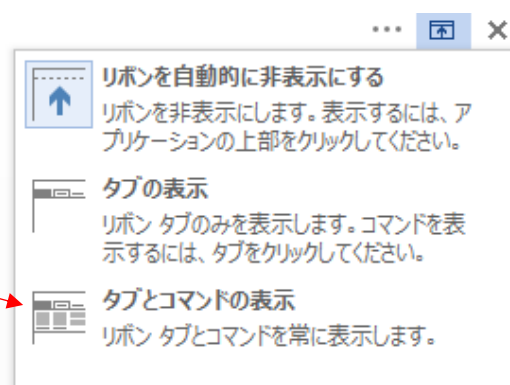 リボンを自動的に非表示にする
リボンを非表示にします。表示するには、ア
プリケーションの上部をクリックしてください。
タブの表示
リボン タブのみを表示します。コマンドを表
示するには、タブをクリックしてください。
タブとコマンドの表示
リボン タブとコマンドを常に表示します。